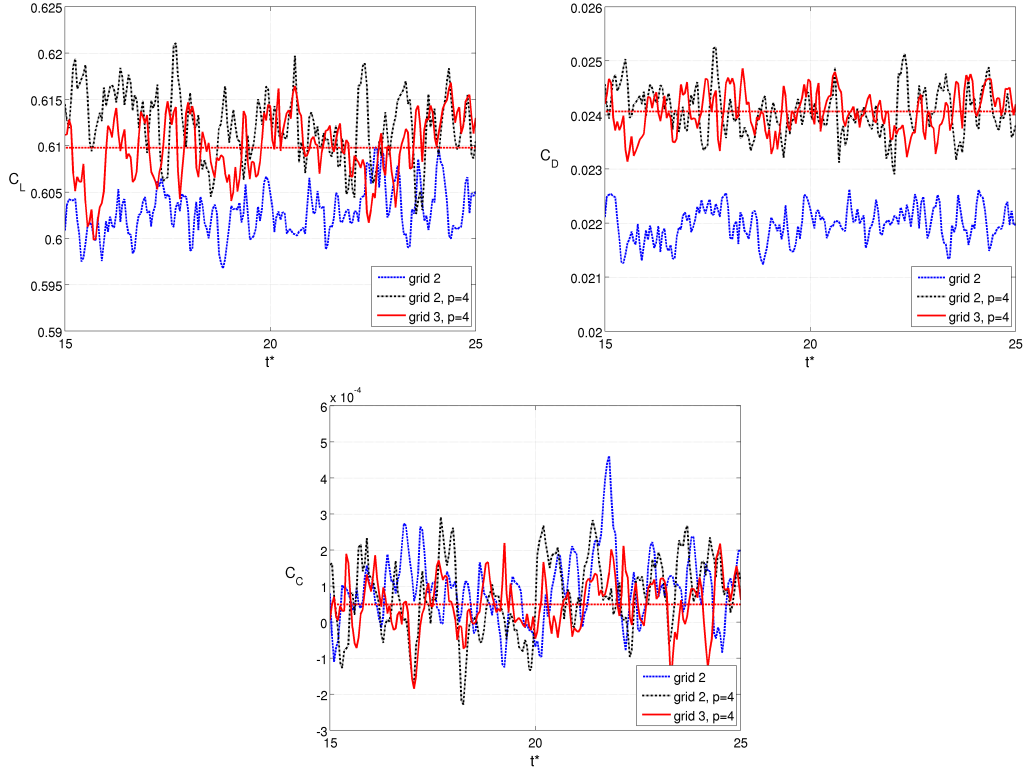 0.625
0.62
0.615
0.61
0.605
0.6
0.595
0.59
C_L
15
20
25
t*
grid 2
grid 2, p=4
grid 3, p=4
0.026
0.025
0.024
0.023
0.022
0.021
0.02
C_D
15
20
25
t*
grid 2
grid 2, p=4
grid 3, p=4
x 10^-4
6
5
4
3
2
1
0
-1
-2
-3
C_C
15
20
25
t*
grid 2
grid 2, p=4
grid 3, p=4